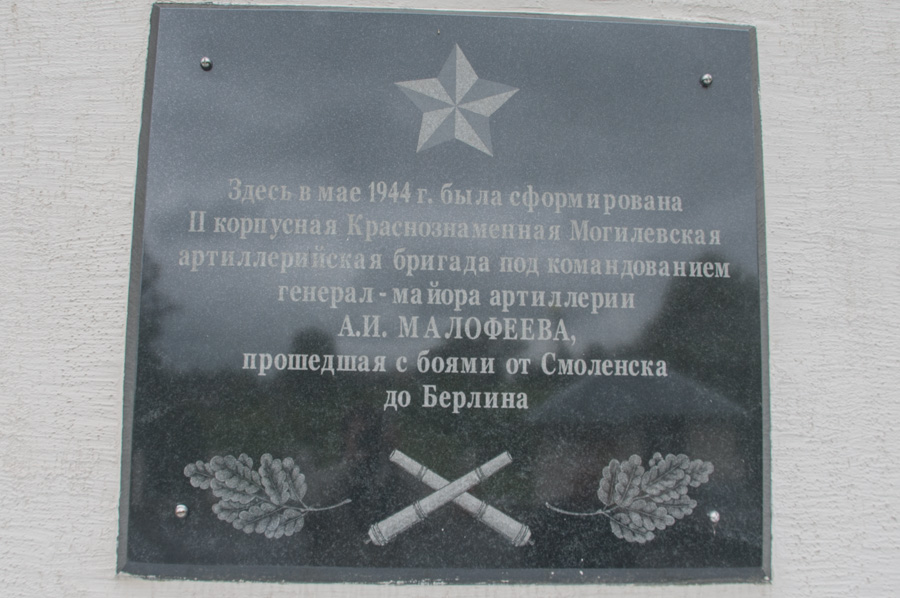 Здесь в мае 1944 г. была сформирована
II корпусная Краснознаменная Могилевская
артиллерийская бригада под командованием
генерал - майора артиллерии
А.И. МАЛОФЕЕВА,
прошедшая с боями от Смоленска
до Берлина